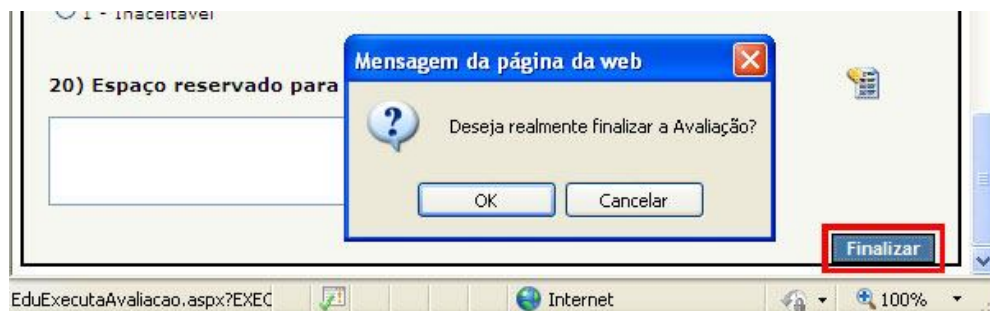 1 - Inaceitável
Mensagem da página da web
20) Espaço reservado para
Deseja realmente finalizar a Avaliação?
OK
Cancelar
Finalizar
EduExecutaAvaliacao.aspx?EXEC
Internet
100%